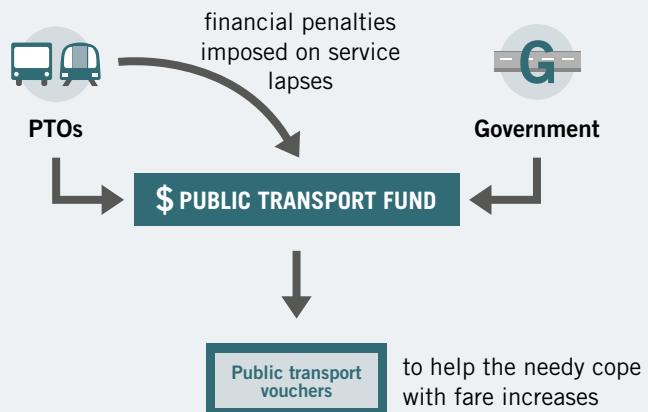 financial penalties
imposed on service
lapses
PTOs
G
Government
$ PUBLIC TRANSPORT FUND
Public transport
vouchers
to help the needy cope
with fare increases